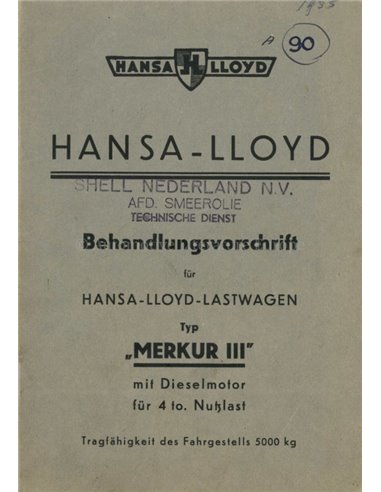 1933
A 90
HANSA HL LLOYD
HANSA-LLOYD
SHELL NEDERLAND N.V.
AFD. SMEEROLIE
TECHNISCHE DIENST
Behandlungsvorschrift
für
HANSA-LLOYD-LASTWAGEN
Typ
„MERKUR III"
mit Dieselmotor
für 4 to. Nutzlast
Tragfähigkeit des Fahrgestells 5000 kg